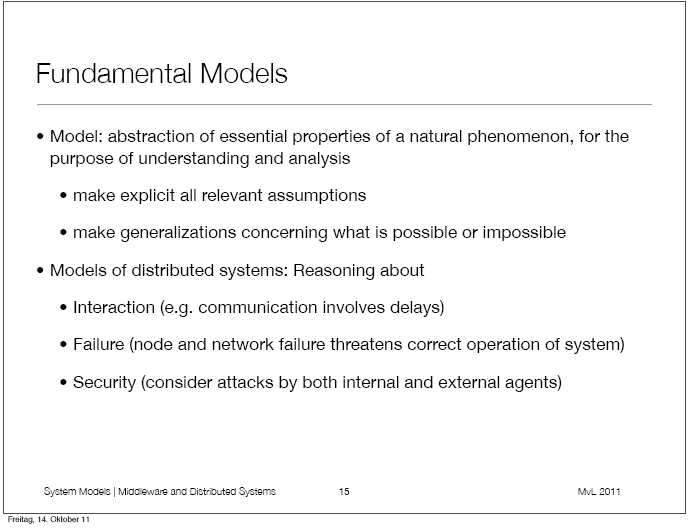 Fundamental Models
• Model: abstraction of essential properties of a natural phenomenon, for the
purpose of understanding and analysis
• make explicit all relevant assumptions
• make generalizations concerning what is possible or impossible
• Models of distributed systems: Reasoning about
• Interaction (e.g. communication involves delays)
• Failure (node and network failure threatens correct operation of system)
• Security (consider attacks by both internal and external agents)
System Models | Middleware and Distributed Systems 15 MvL 2011
Freitag, 14. Oktober 11